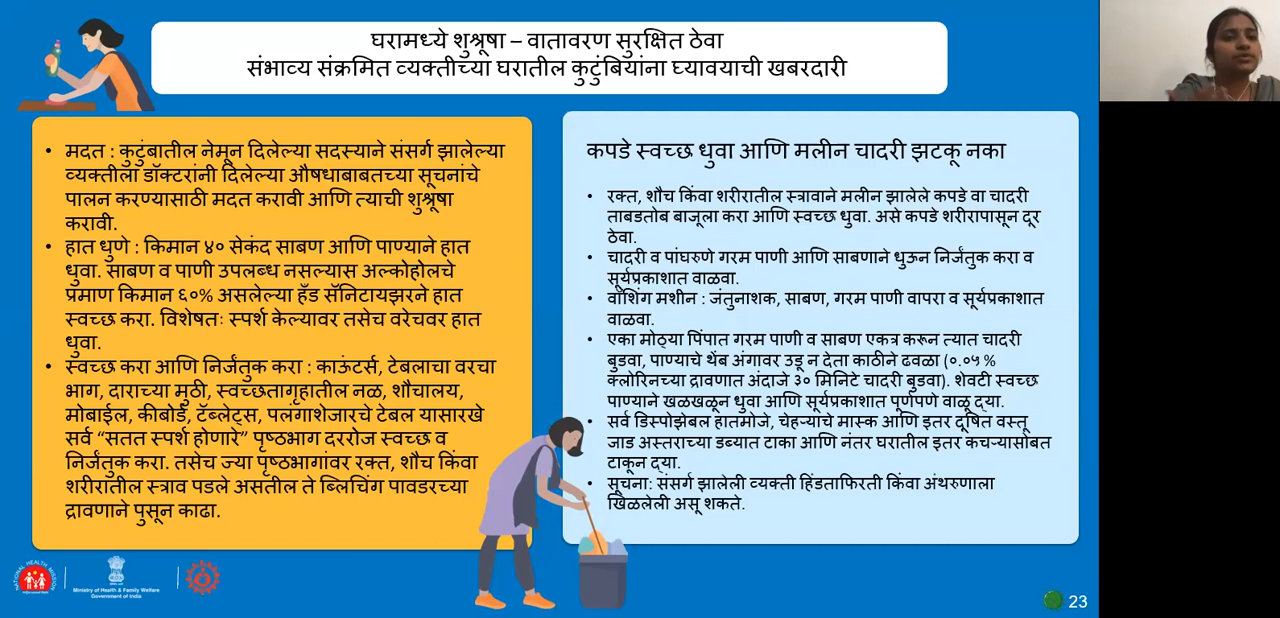 घरामध्ये शुश्रूषा – वातावरण सुरक्षित ठेवा
संभाव्य संक्रमित व्यक्तीच्या घरातील कुटुंबियांना घ्यावयाची खबरदारी
• मदत : कुटुंबातील नेमून दिलेल्या सदस्याने संसर्ग झालेल्या
व्यक्तीला डॉक्टरांनी दिलेल्या औषधाबाबतच्या सूचनांचे
पालन करण्यासाठी मदत करावी आणि त्याची शुश्रूषा
करावी.
• हात धुणे : किमान ४० सेकंद साबण आणि पाण्याने हात
धुवा. साबण व पाणी उपलब्ध नसल्यास अल्कोहोलचे
प्रमाण किमान ६०% असलेल्या हँड सॅनिटायझरने हात
स्वच्छ करा. विशेषतः स्पर्श केल्यावर तसेच वरेचवर हात
धुवा.
• स्वच्छ करा आणि निर्जंतुक करा : काऊंटर्स, टेबलाचा वरचा
भाग, दाराच्या मुठी, स्वच्छतागृहातील नळ, शौचालय,
मोबाईल, कीबोर्ड, टॅब्लेट्स, पलंगाशेजारचे टेबल यासारखे
सर्व “सतत स्पर्श होणारे” पृष्ठभाग दररोज स्वच्छ व
निर्जंतुक करा. तसेच ज्या पृष्ठभागांवर रक्त, शौच किंवा
शरीरातील स्त्राव पडले असतील ते ब्लिचिंग पावडरच्या
द्रावणाने पुसून काढा.
कपडे स्वच्छ धुवा आणि मलीन चादरी झटकू नका
• रक्त, शौच किंवा शरीरातील स्त्रावाने मलीन झालेले कपडे वा चादरी
ताबडतोब बाजूला करा आणि स्वच्छ धुवा. असे कपडे शरीरापासून दूर
ठेवा.
• चादरी व पांघरुणे गरम पाणी आणि साबणाने धुऊन निर्जंतुक करा व
सूर्यप्रकाशात वाळवा.
• वॉशिंग मशीन : जंतुनाशक, साबण, गरम पाणी वापरा व सूर्यप्रकाशात
वाळवा.
• एका मोठ्या पिंपात गरम पाणी व साबण एकत्र करून त्यात चादरी
बुडवा, पाण्याचे थेंब अंगावर उडू न देता काठीने ढवळा (०.०५ %
क्लोरिनच्या द्रावणात अंदाजे ३० मिनिटे चादरी बुडवा). शेवटी स्वच्छ
पाण्याने खळखळून धुवा आणि सूर्यप्रकाशात पूर्णपणे वाळू द्या.
• सर्व डिस्पोझेबल हातमोजे, चेहऱ्याचे मास्क आणि इतर दूषित वस्तू
जाड अस्तराच्या डब्यात टाका आणि नंतर घरातील इतर कचऱ्यासोबत
टाकून द्या.
• सूचना: संसर्ग झालेली व्यक्ती हिंडताफिरती किंवा अंथरुणाला
खिळलेली असू शकते.
NATIONAL HEALTH MISSION
Ministry of Health & Family Welfare
Government of India
23